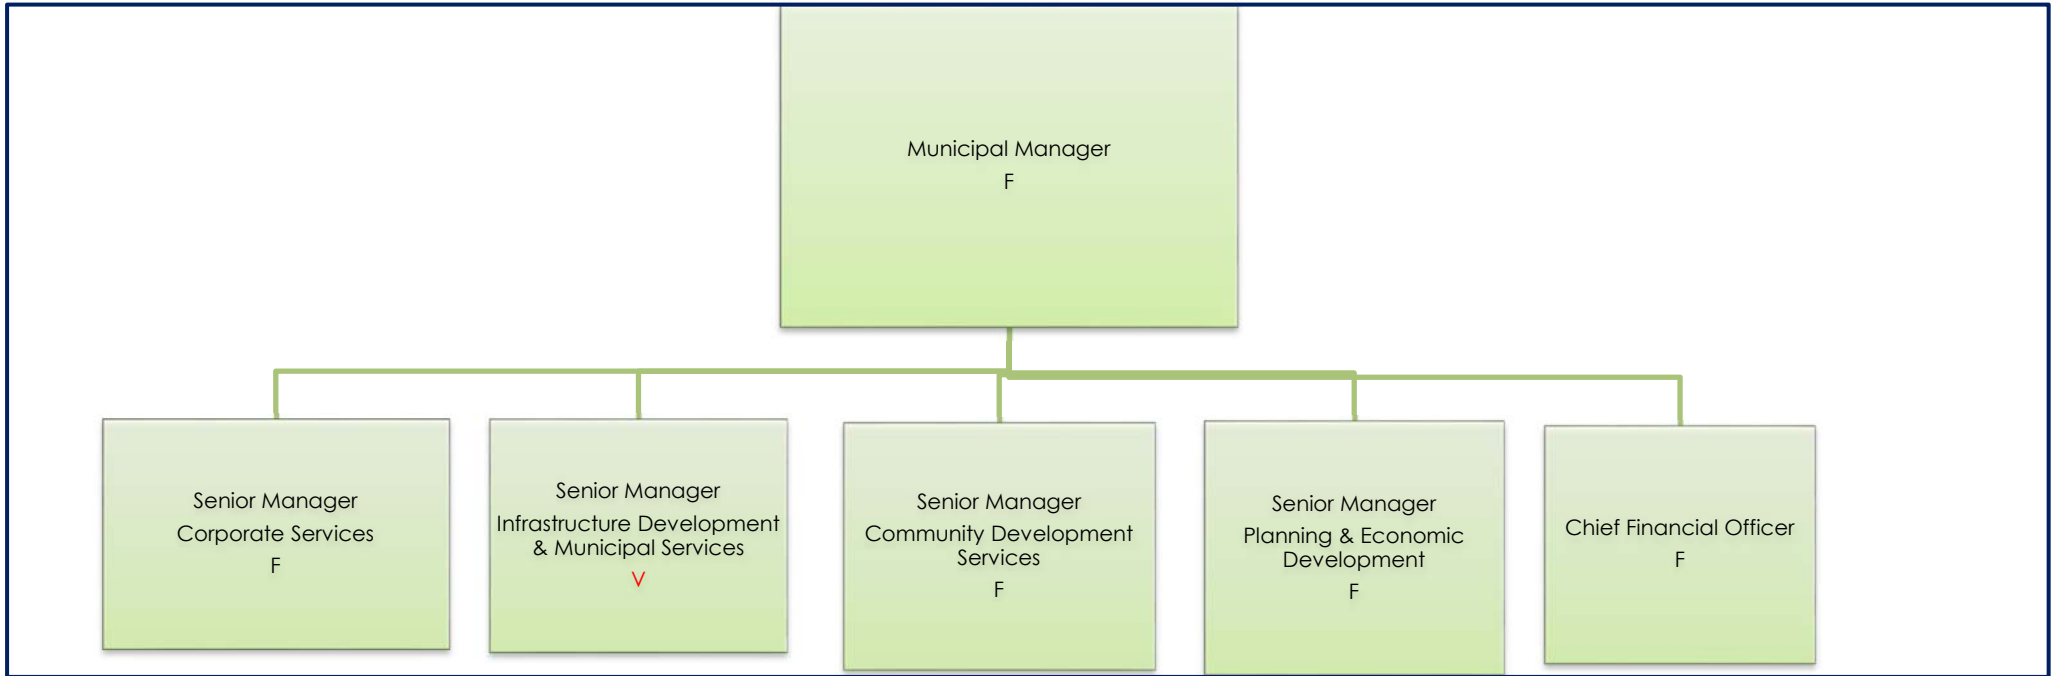 Municipal Manager
F
Senior Manager
Corporate Services
F
Senior Manager
Infrastructure Development
& Municipal Services
V
Senior Manager
Community Development
Services
F
Senior Manager
Planning & Economic
Development
F
Chief Financial Officer
F